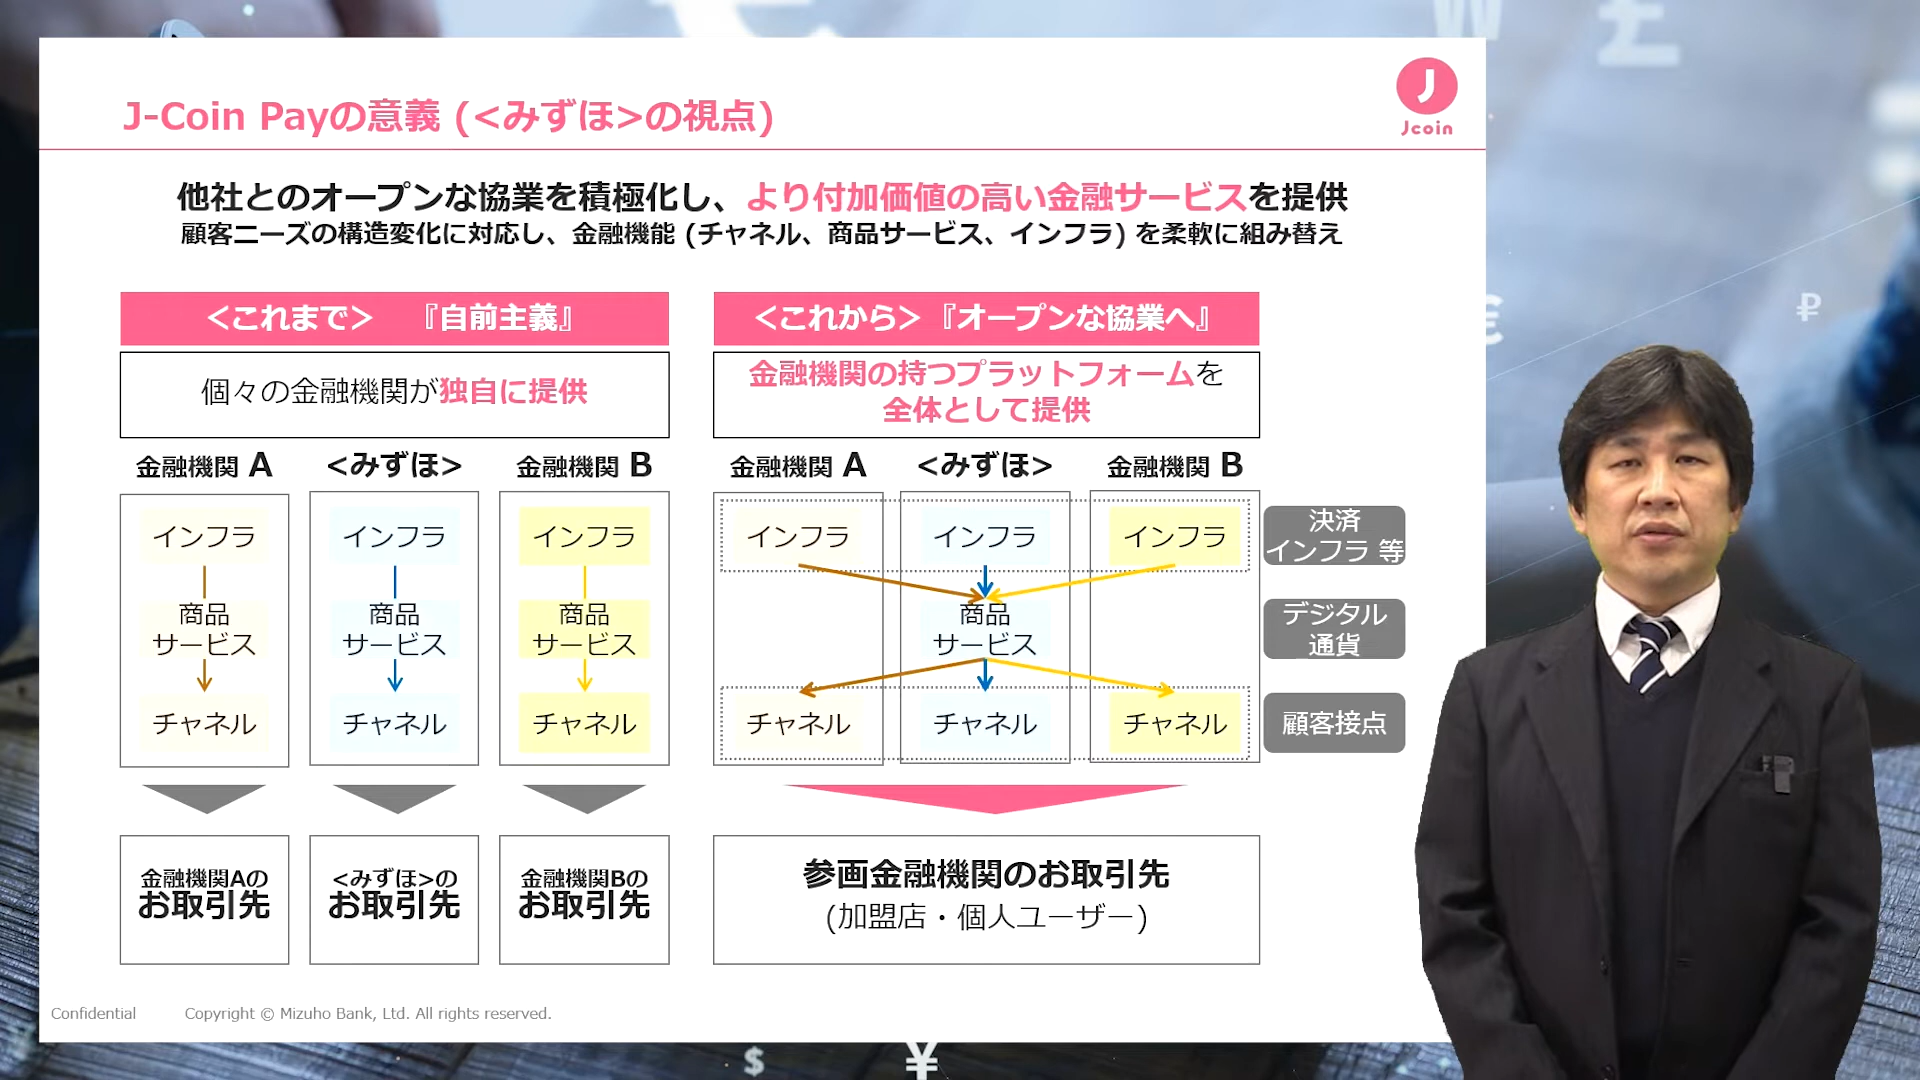 J-Coin Payの意義 (<みずほ>の視点)
J
Jcoin
他社とのオープンな協業を積極化し、より付加価値の高い金融サービスを提供
顧客ニーズの構造変化に対応し、金融機能 (チャネル、商品サービス、インフラ) を柔軟に組み替え
<これまで> 『自前主義』
個々の金融機関が独自に提供
金融機関 A
<みずほ>
金融機関 B
インフラ
インフラ
インフラ
商品
サービス
商品
サービス
商品
サービス
チャネル
チャネル
チャネル
金融機関Aの
お取引先
<みずほ>の
お取引先
金融機関Bの
お取引先
<これから>『オープンな協業へ』
金融機関の持つプラットフォームを
全体として提供
金融機関 A
<みずほ>
金融機関 B
インフラ
インフラ
インフラ
決済
インフラ 等
商品
サービス
デジタル
通貨
チャネル
チャネル
チャネル
顧客接点
参画金融機関のお取引先
(加盟店・個人ユーザー)
Confidential
Copyright © Mizuho Bank, Ltd. All rights reserved.
₩
£
€
₽
$
¥